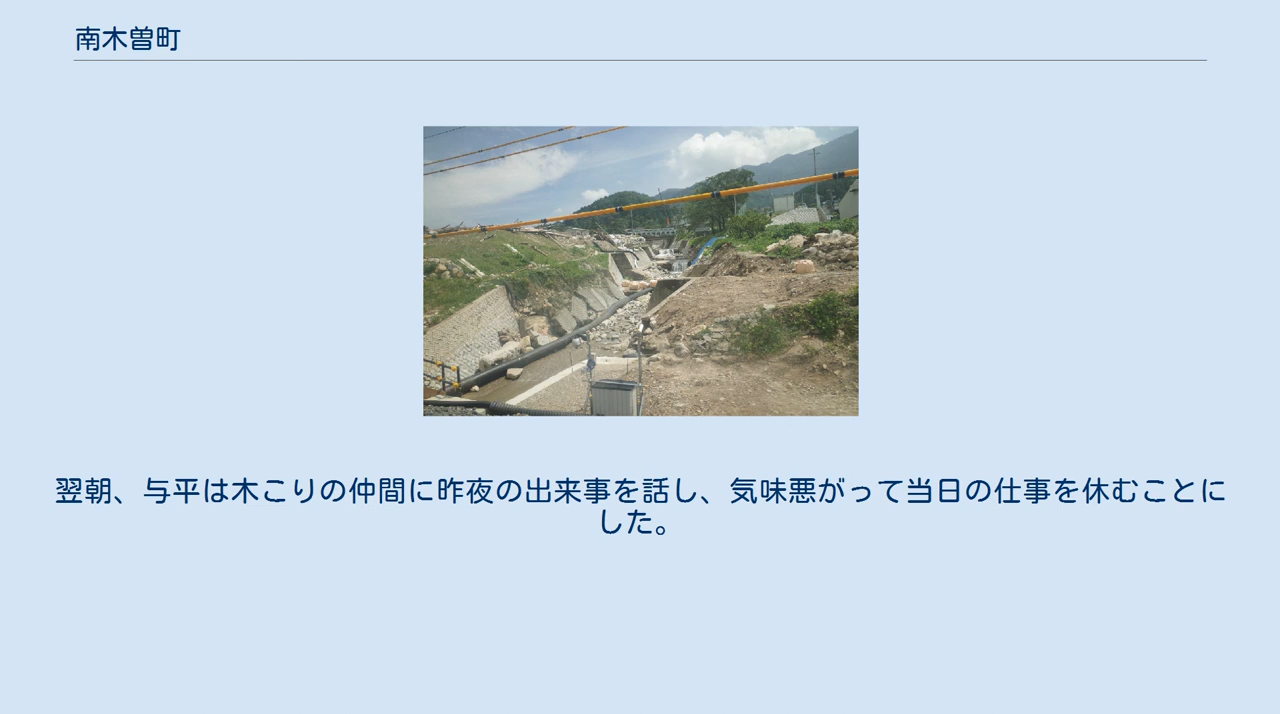 南木曽町
翌朝、与平は木こりの仲間に昨夜の出来事を話し、気味悪がって当日の仕事を休むことに
した。